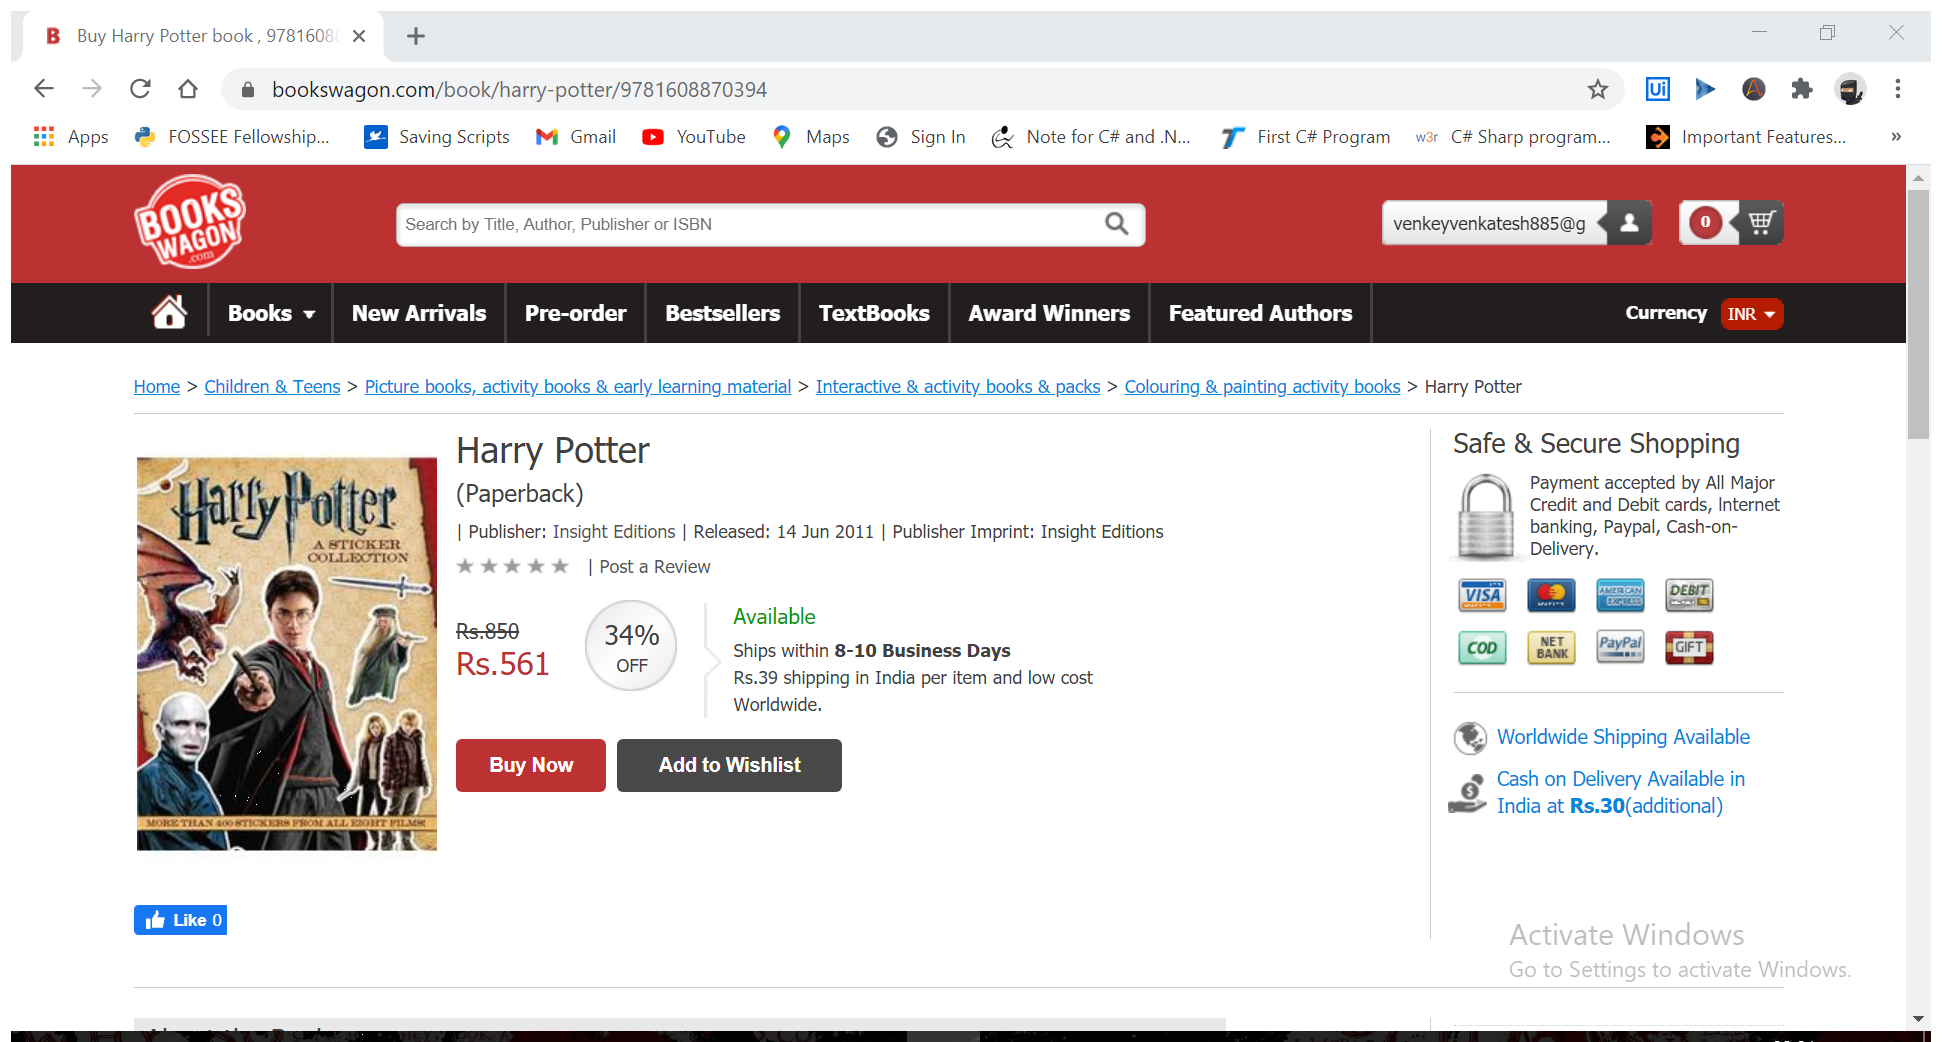 Buy Harry Potter book , 97816088
bookswagon.com/book/harry-potter/9781608870394
Apps FOSSEE Fellowship... Saving Scripts Gmail YouTube Maps Sign In Note for C# and .N... First C# Program w3r C# Sharp program... Important Features... »
BOOKS
WAGON
.com
Search by Title, Author, Publisher or ISBN
venkeyvenkatesh885@g
0
Books New Arrivals Pre-order Bestsellers TextBooks Award Winners Featured Authors Currency INR
Home > Children & Teens > Picture books, activity books & early learning material > Interactive & activity books & packs > Colouring & painting activity books > Harry Potter
Harry Potter
A STICKER
COLLECTION
MORE THAN 400 STICKERS FROM ALL EIGHT FILMS!
Harry Potter
(Paperback)
| Publisher: Insight Editions | Released: 14 Jun 2011 | Publisher Imprint: Insight Editions
| Post a Review
Rs.850
Rs.561
34%
OFF
Available
Ships within 8-10 Business Days
Rs.39 shipping in India per item and low cost
Worldwide.
Buy Now
Add to Wishlist
Like 0
Safe & Secure Shopping
Payment accepted by All Major
Credit and Debit cards, Internet
banking, Paypal, Cash-on-
Delivery.
VISA AMERICAN EXPRESS DEBIT
COD NET BANK PayPal GIFT
Worldwide Shipping Available
Cash on Delivery Available in
India at Rs.30(additional)
Activate Windows
Go to Settings to activate Windows.